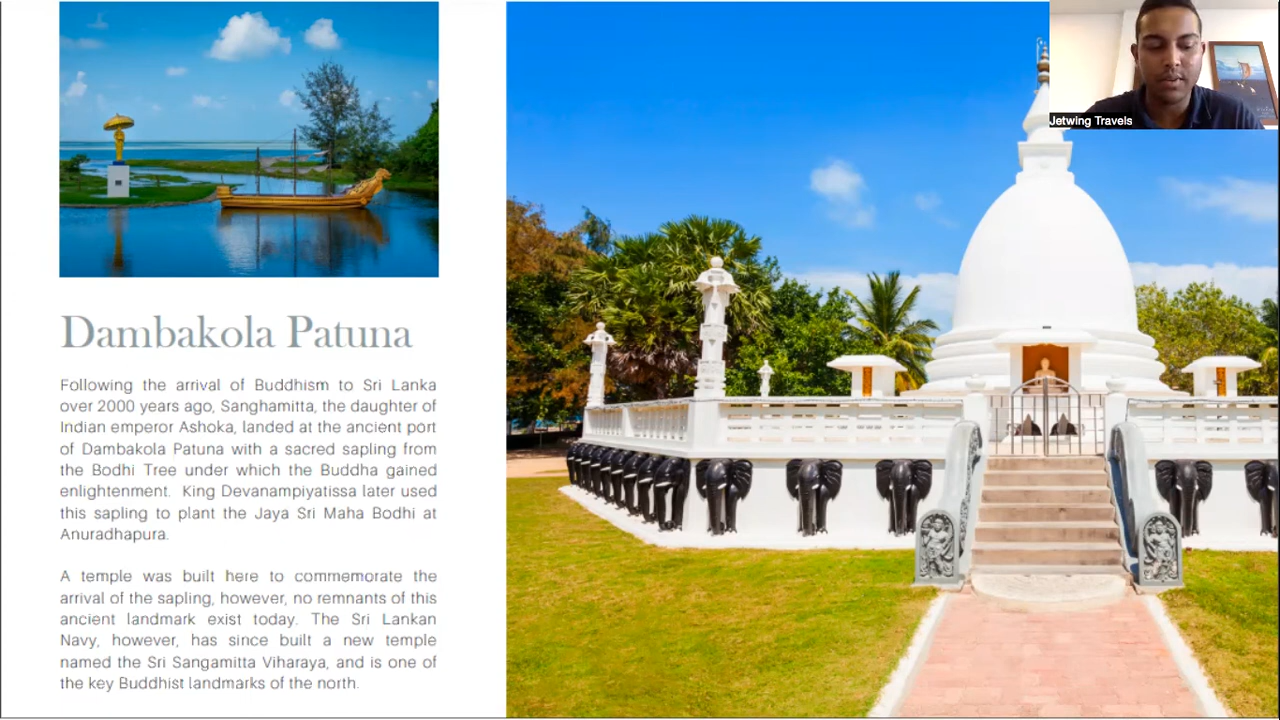 Jetwing Travels
Dambakola Patuna
Following the arrival of Buddhism to Sri Lanka
over 2000 years ago, Sanghamitta, the daughter of
Indian emperor Ashoka, landed at the ancient port
of Dambakola Patuna with a sacred sapling from
the Bodhi Tree under which the Buddha gained
enlightenment. King Devanampiyatissa later used
this sapling to plant the Jaya Sri Maha Bodhi at
Anuradhapura.
A temple was built here to commemorate the
arrival of the sapling, however, no remnants of this
ancient landmark exist today. The Sri Lankan
Navy, however, has since built a new temple
named the Sri Sangamitta Viharaya, and is one of
the key Buddhist landmarks of the north.